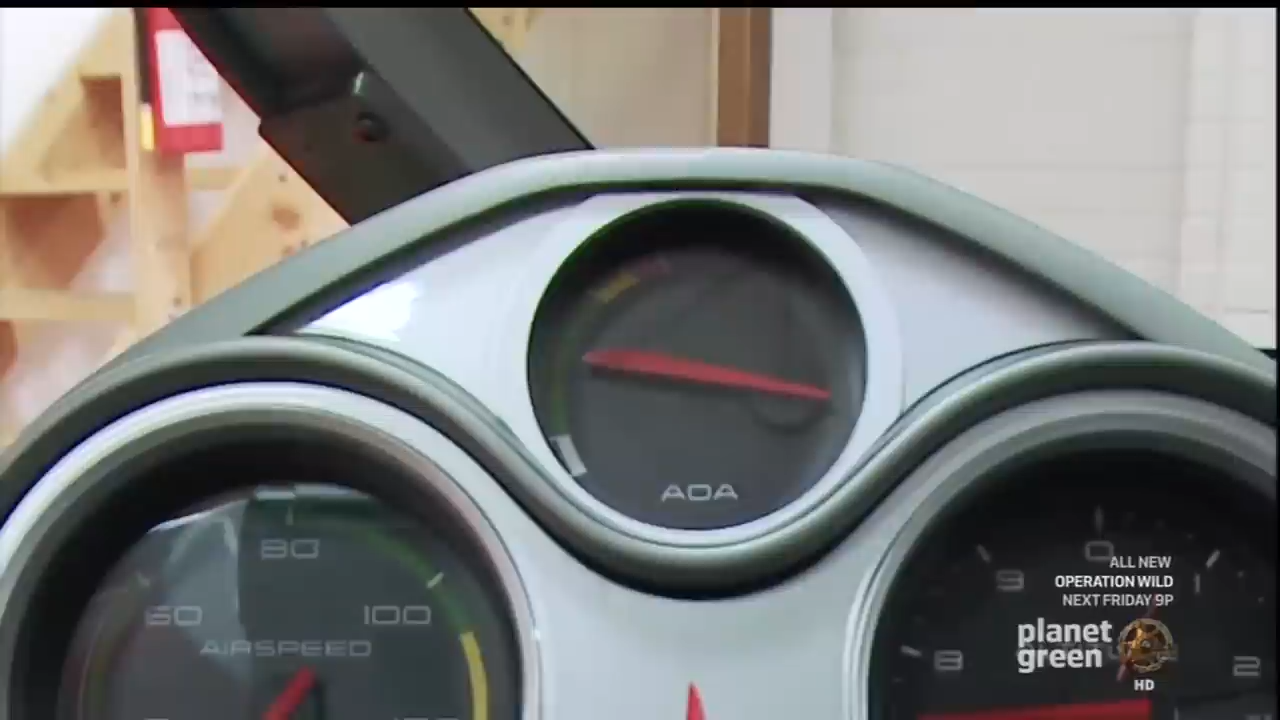 AOA
80
60
100
AIRSPEED
0
9
1
8
2
ALL NEW
OPERATION WILD
NEXT FRIDAY 9P
planet
green
HD